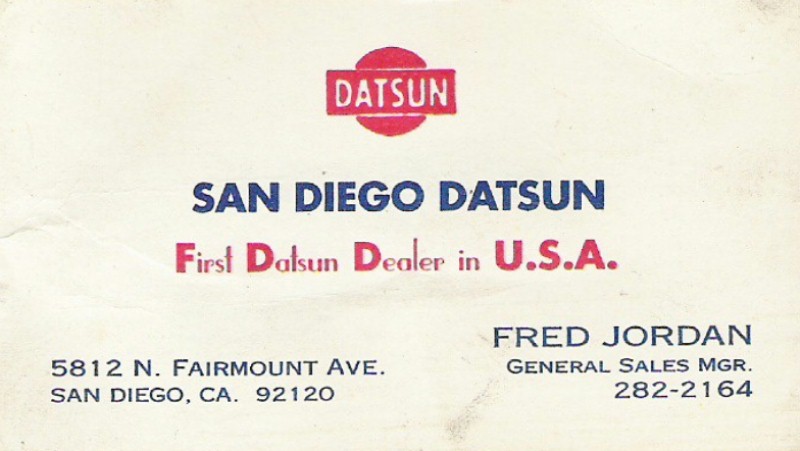 DATSUN
SAN DIEGO DATSUN
First Datsun Dealer in U.S.A.
FRED JORDAN
5812 N. FAIRMOUNT AVE.
GENERAL SALES MGR.
SAN DIEGO, CA. 92120
282-2164